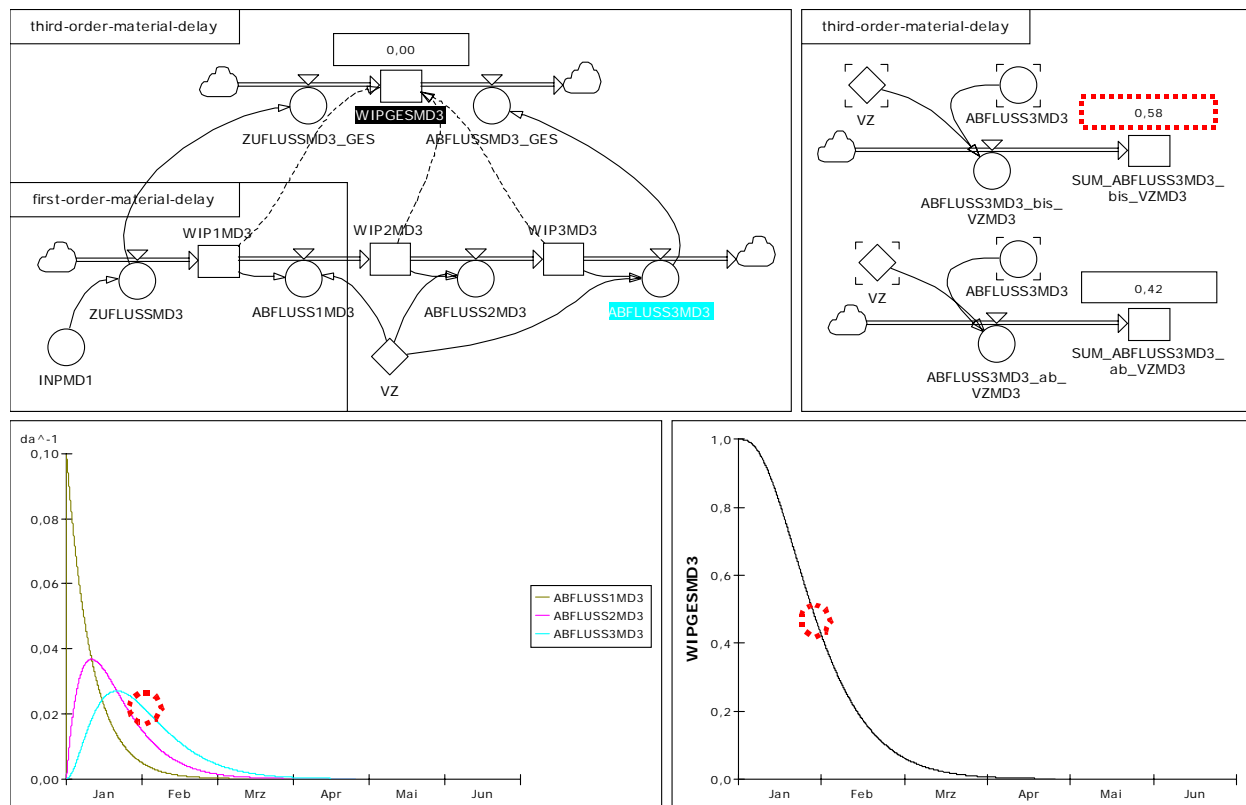 third-order-material-delay
0,00
WIPGESMD3
ZUFLUSSMD3_GES
ABFLUSSMD3_GES
first-order-material-delay
WIP1MD3
WIP2MD3
WIP3MD3
ZUFLUSSMD3
ABFLUSS1MD3
ABFLUSS2MD3
ABFLUSS3MD3
INPMD1
VZ
third-order-material-delay
VZ
ABFLUSS3MD3
0,58
ABFLUSS3MD3_bis_
VZMD3
SUM_ABFLUSS3MD3_
bis_VZMD3
VZ
ABFLUSS3MD3
0,42
ABFLUSS3MD3_ab_
VZMD3
SUM_ABFLUSS3MD3_
ab_VZMD3
da^-1
0,10
0,08
0,06
0,04
0,02
0,00
Jan Feb Mrz Apr Mai Jun
ABFLUSS1MD3
ABFLUSS2MD3
ABFLUSS3MD3
WIPGESMD3
1,0
0,8
0,6
0,4
0,2
0,0
Jan Feb Mrz Apr Mai Jun